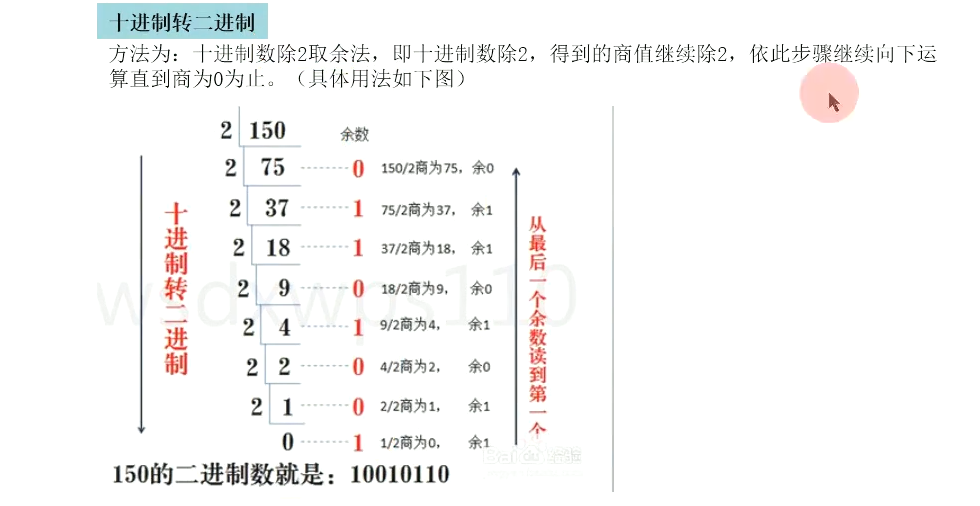 十进制转二进制
方法为：十进制数除2取余法，即十进制数除2，得到的商值继续除2，依此步骤继续向下运
算直到商为0为止。（具体用法如下图）
2 150 余数
2 75 0 150/2商为75，余0
2 37 1 75/2商为37， 余1
2 18 1 37/2商为18， 余1
2 9 0 18/2商为9， 余0
2 4 1 9/2商为4， 余1
2 2 0 4/2商为2， 余0
2 1 0 2/2商为1， 余1
0 1 1/2商为0， 余1
十进制转二进制
从最后一个余数读到第一个
150的二进制数就是：10010110
wsdxwps110
Baidu 经验